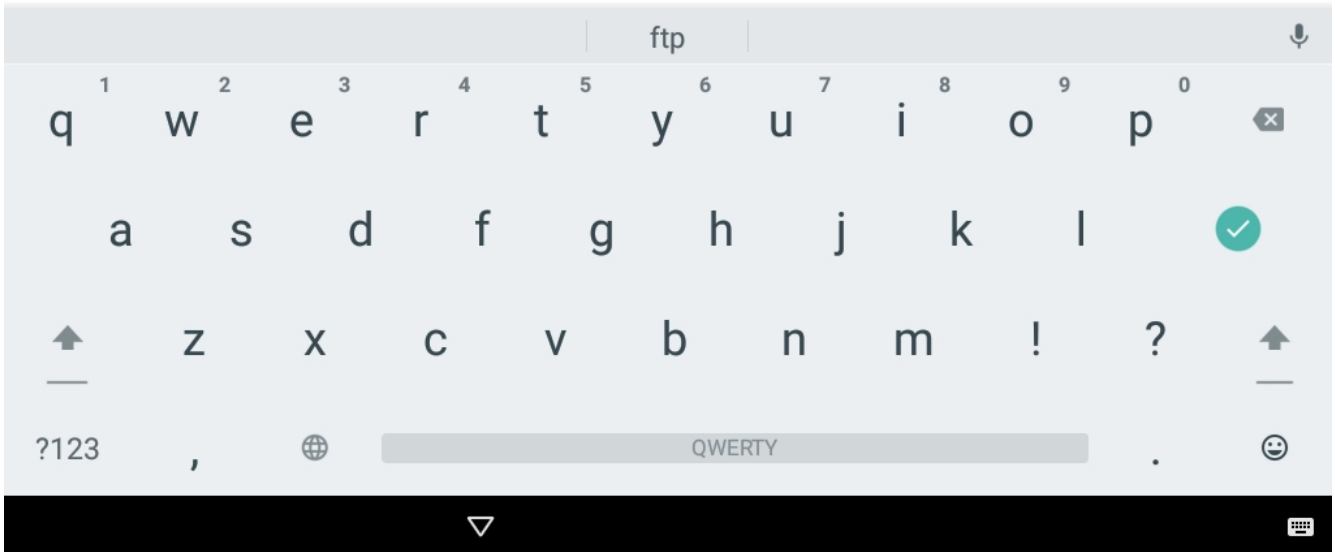 ftp
1 2 3 4 5 6 7 8 9 0
q w e r t y u i o p
a s d f g h j k l
z x c v b n m ! ?
?123 , QWERTY .